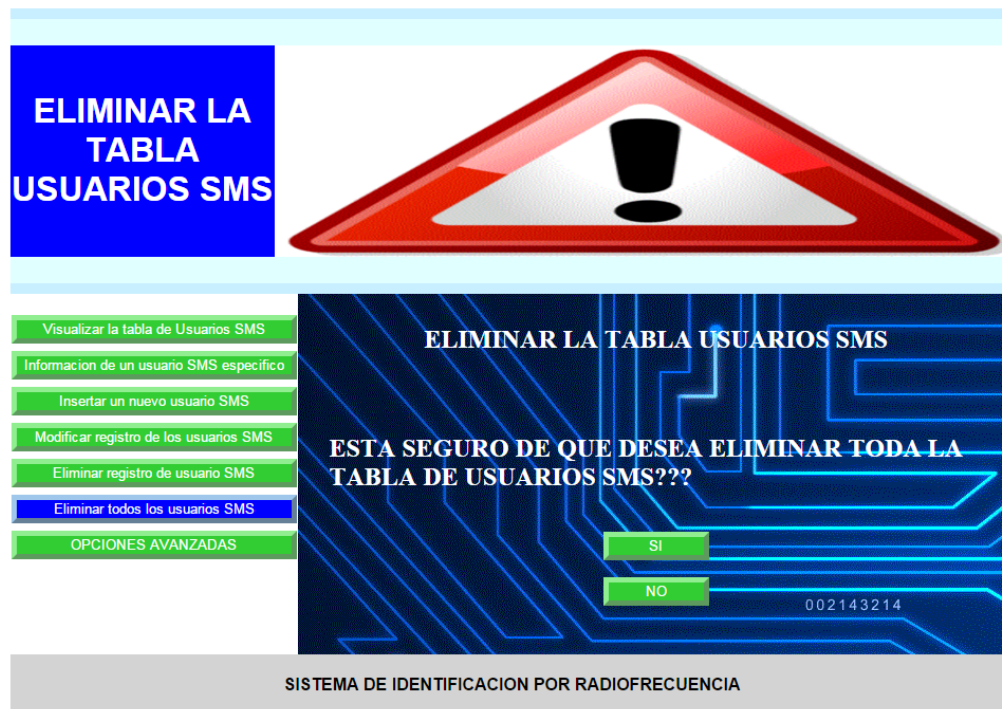 ELIMINAR LA
TABLA
USUARIOS SMS
Visualizar la tabla de Usuarios SMS
Informacion de un usuario SMS especifico
Insertar un nuevo usuario SMS
Modificar registro de los usuarios SMS
Eliminar registro de usuario SMS
Eliminar todos los usuarios SMS
OPCIONES AVANZADAS
ELIMINAR LA TABLA USUARIOS SMS
ESTA SEGURO DE QUE DESEA ELIMINAR TODA LA
TABLA DE USUARIOS SMS???
SI
NO
002143214
SISTEMA DE IDENTIFICACION POR RADIOFRECUENCIA